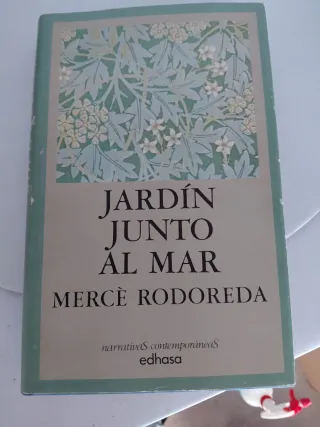 JARDÍN
JUNTO
AL MAR
MERCÈ RODOREDA
narrativaS contemporáneaS
edhasa